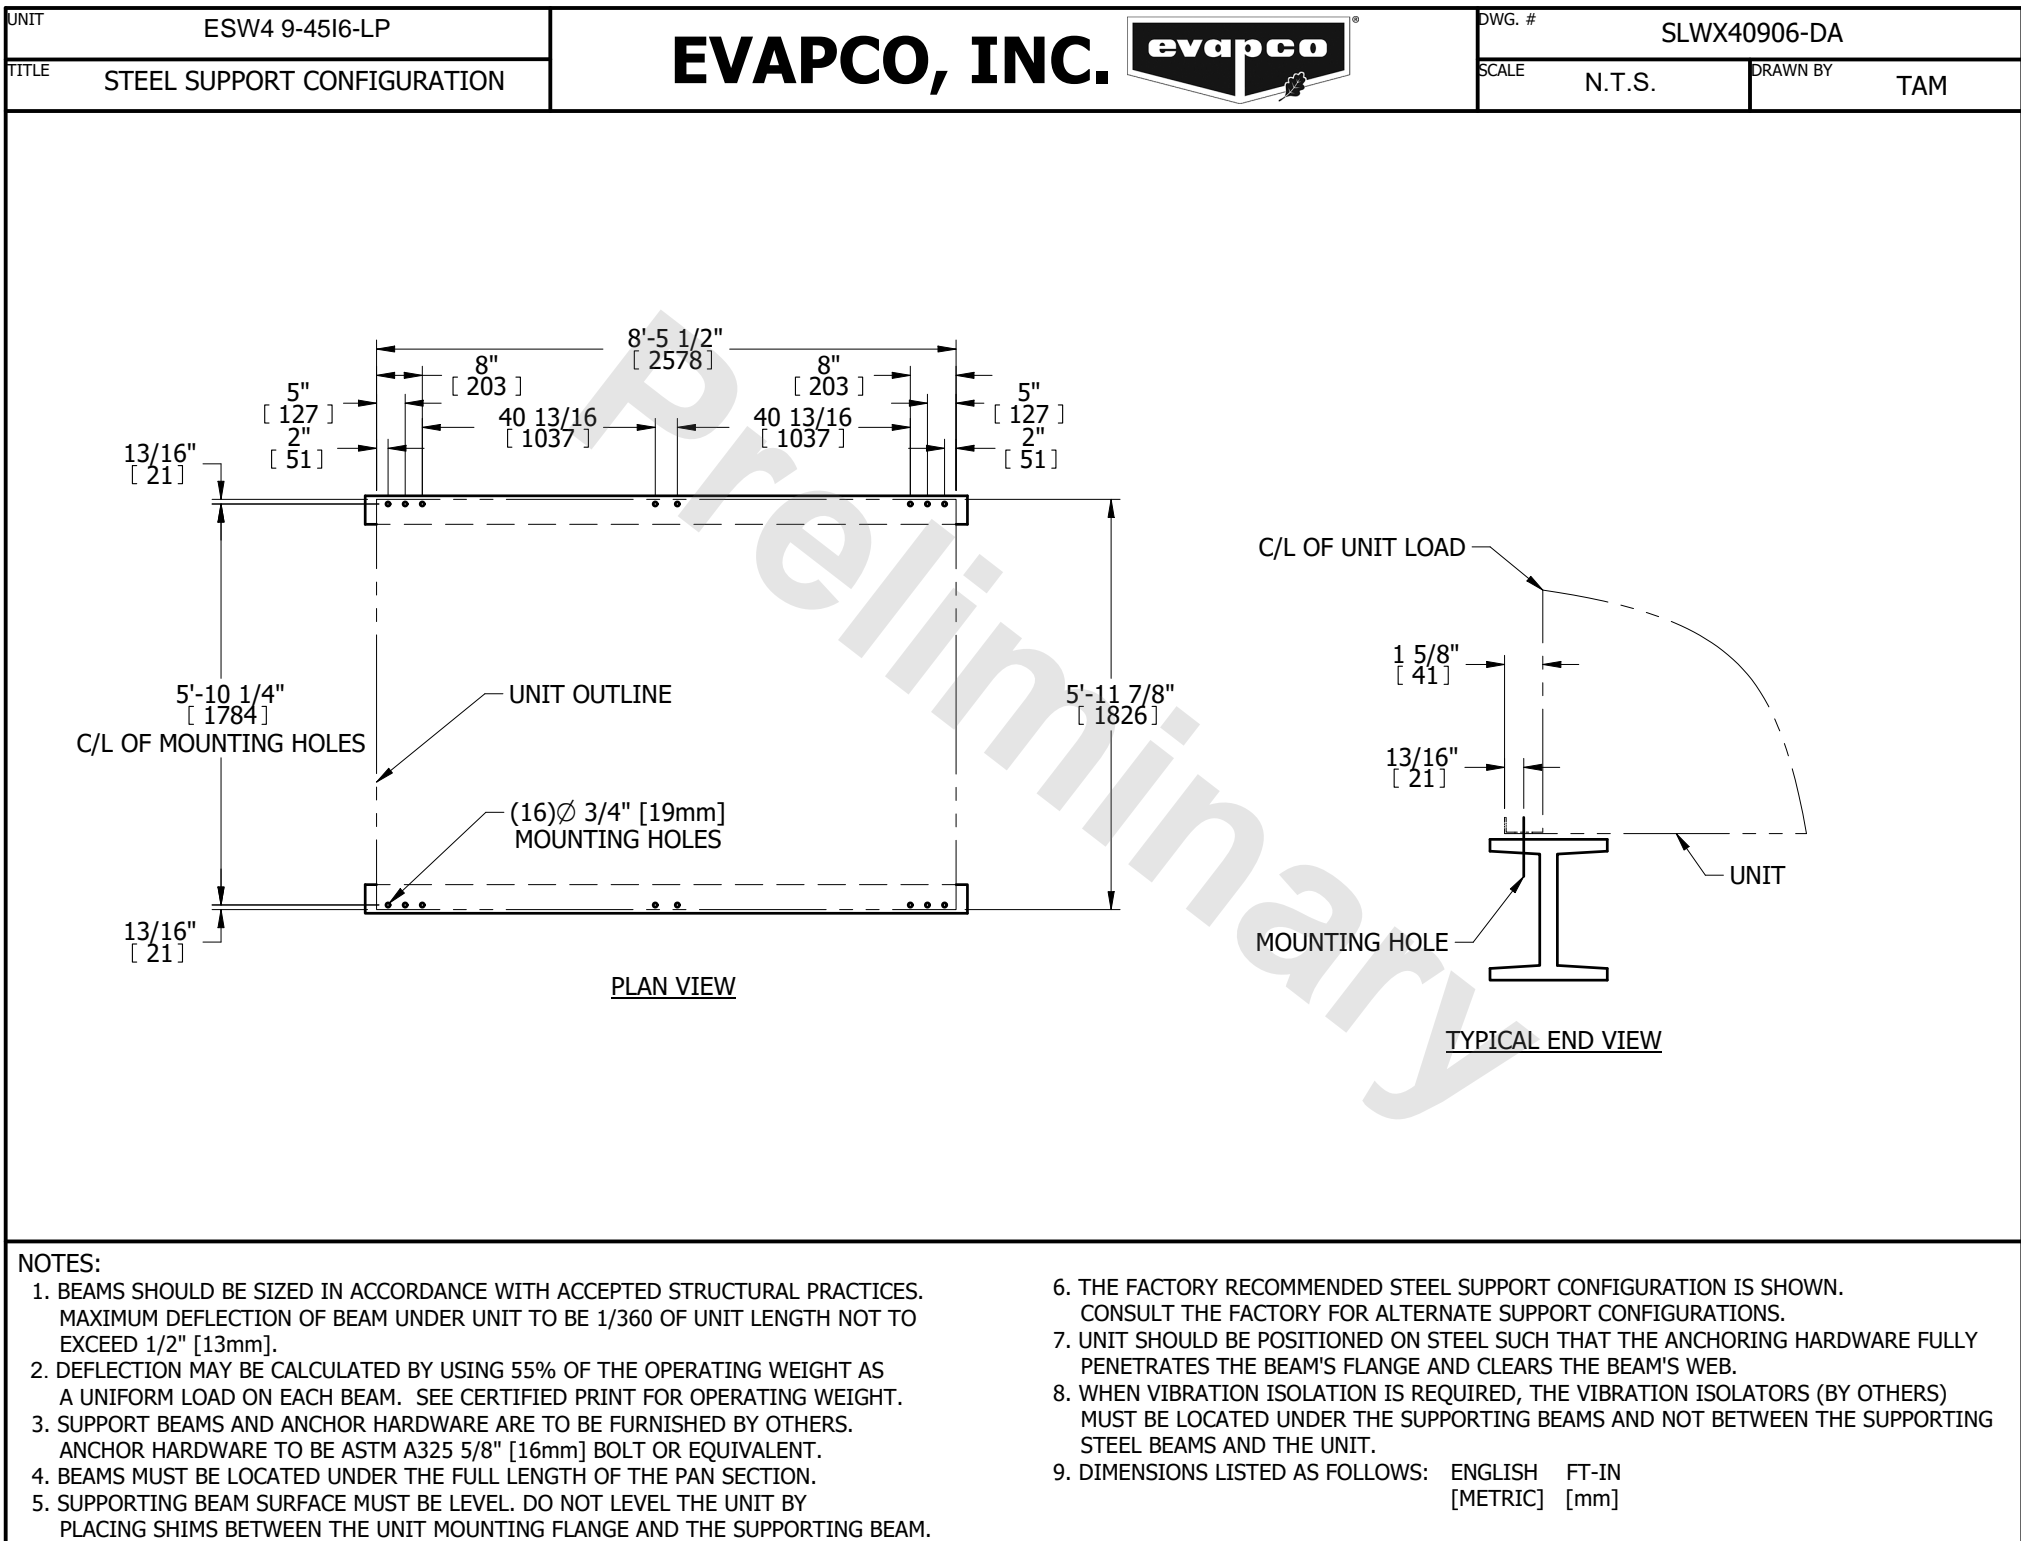 UNIT
ESW4 9-45I6-LP
TITLE
STEEL SUPPORT CONFIGURATION
EVAPCO, INC.
evapco
®
DWG. #
SLWX40906-DA
SCALE
N.T.S.
DRAWN BY
TAM
8'-5 1/2"
[ 2578 ]
8"
[ 203 ]
8"
[ 203 ]
5"
[ 127 ]
5"
[ 127 ]
40 13/16
[ 1037 ]
40 13/16
[ 1037 ]
2"
[ 51 ]
2"
[ 51 ]
13/16"
[ 21 ]
5'-10 1/4"
[ 1784 ]
C/L OF MOUNTING HOLES
UNIT OUTLINE
5'-11 7/8"
[ 1826 ]
(16)Ø 3/4" [19mm]
MOUNTING HOLES
13/16"
[ 21 ]
PLAN VIEW
C/L OF UNIT LOAD
1 5/8"
[ 41 ]
13/16"
[ 21 ]
UNIT
MOUNTING HOLE
TYPICAL END VIEW
Preliminary
NOTES:
1. BEAMS SHOULD BE SIZED IN ACCORDANCE WITH ACCEPTED STRUCTURAL PRACTICES.
MAXIMUM DEFLECTION OF BEAM UNDER UNIT TO BE 1/360 OF UNIT LENGTH NOT TO
EXCEED 1/2" [13mm].
2. DEFLECTION MAY BE CALCULATED BY USING 55% OF THE OPERATING WEIGHT AS
A UNIFORM LOAD ON EACH BEAM. SEE CERTIFIED PRINT FOR OPERATING WEIGHT.
3. SUPPORT BEAMS AND ANCHOR HARDWARE ARE TO BE FURNISHED BY OTHERS.
ANCHOR HARDWARE TO BE ASTM A325 5/8" [16mm] BOLT OR EQUIVALENT.
4. BEAMS MUST BE LOCATED UNDER THE FULL LENGTH OF THE PAN SECTION.
5. SUPPORTING BEAM SURFACE MUST BE LEVEL. DO NOT LEVEL THE UNIT BY
PLACING SHIMS BETWEEN THE UNIT MOUNTING FLANGE AND THE SUPPORTING BEAM.
6. THE FACTORY RECOMMENDED STEEL SUPPORT CONFIGURATION IS SHOWN.
CONSULT THE FACTORY FOR ALTERNATE SUPPORT CONFIGURATIONS.
7. UNIT SHOULD BE POSITIONED ON STEEL SUCH THAT THE ANCHORING HARDWARE FULLY
PENETRATES THE BEAM'S FLANGE AND CLEARS THE BEAM'S WEB.
8. WHEN VIBRATION ISOLATION IS REQUIRED, THE VIBRATION ISOLATORS (BY OTHERS)
MUST BE LOCATED UNDER THE SUPPORTING BEAMS AND NOT BETWEEN THE SUPPORTING
STEEL BEAMS AND THE UNIT.
9. DIMENSIONS LISTED AS FOLLOWS: ENGLISH FT-IN
[METRIC] [mm]